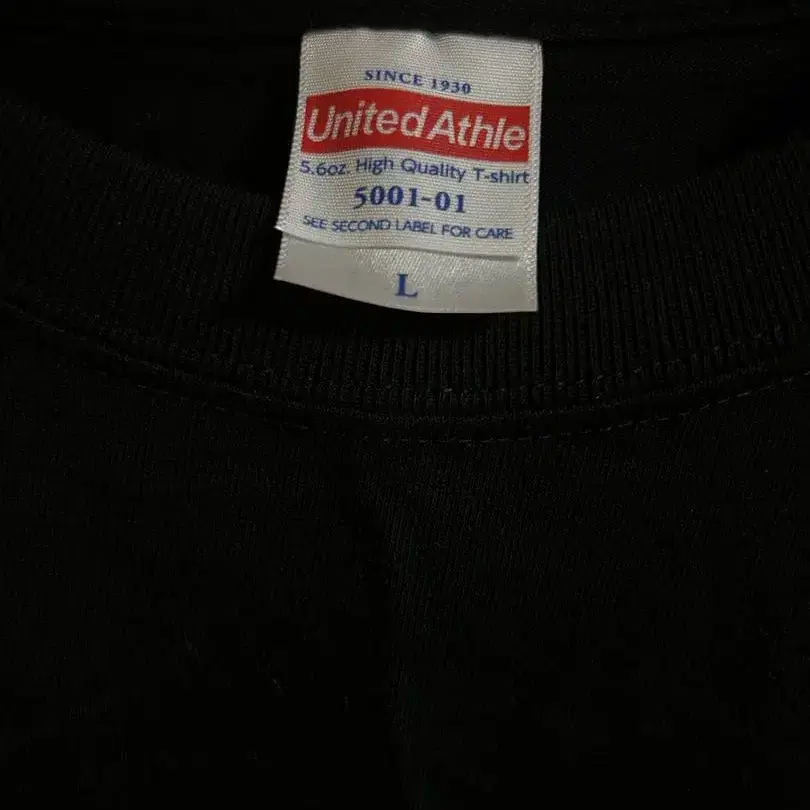 SINCE 1930
United Athle
5.6oz. High Quality T-shirt
5001-01
SEE SECOND LABEL FOR CARE
L